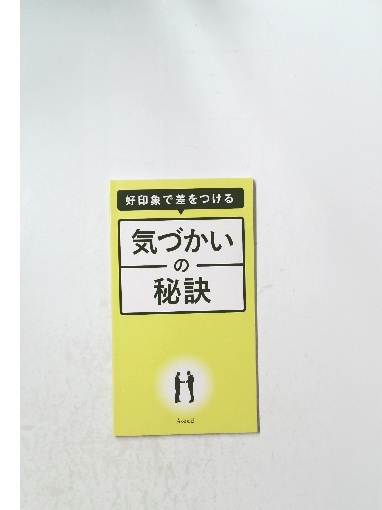 好印象で差をつける
気づかい
の
秘訣